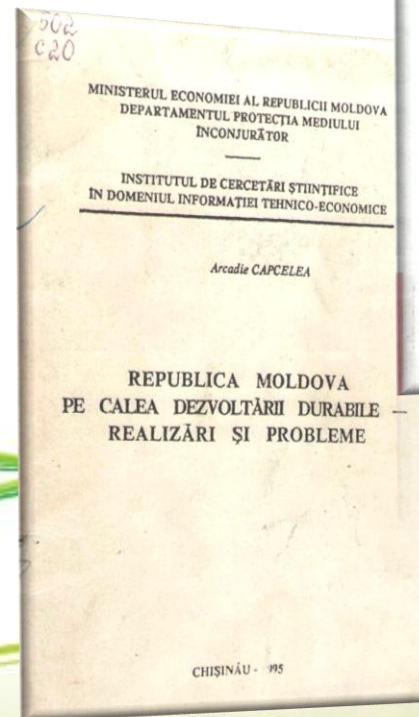 502
c20
MINISTERUL ECONOMIEI AL REPUBLICII MOLDOVA
DEPARTAMENTUL PROTECȚIA MEDIULUI
ÎNCONJURĂTOR
INSTITUTUL DE CERCETĂRI ȘTIINȚIFICE
ÎN DOMENIUL INFORMAȚIEI TEHNICO-ECONOMICE
Arcadie CAPCELEA
REPUBLICA MOLDOVA
PE CALEA DEZVOLTĂRII DURABILE —
REALIZĂRI ȘI PROBLEME
CHIȘINĂU -